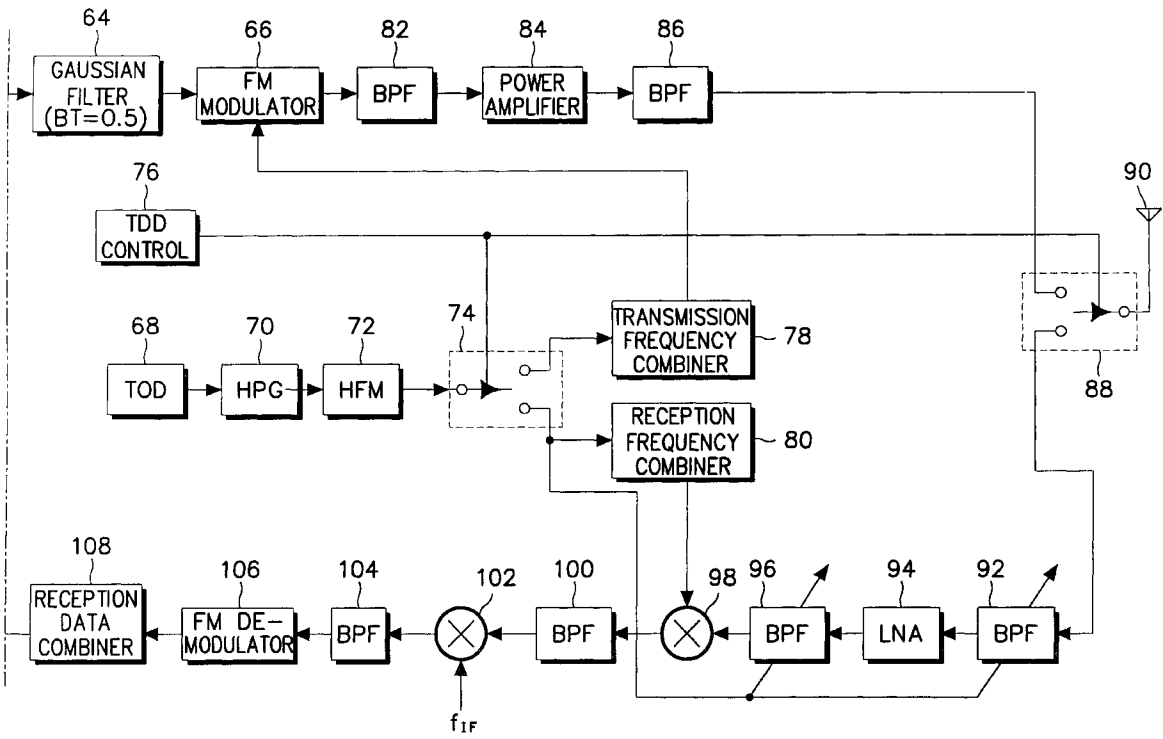 64
GAUSSIAN
FILTER
(BT=0.5)
66
FM
MODULATOR
82
BPF
84
POWER
AMPLIFIER
86
BPF
76
TDD
CONTROL
90
68
TOD
70
HPG
72
HFM
74
TRANSMISSION
FREQUENCY
COMBINER
78
88
RECEPTION
FREQUENCY
COMBINER
80
108
RECEPTION
DATA
COMBINER
106
FM DE-
MODULATOR
104
BPF
102
fIF
100
BPF
98
96
BPF
94
LNA
92
BPF